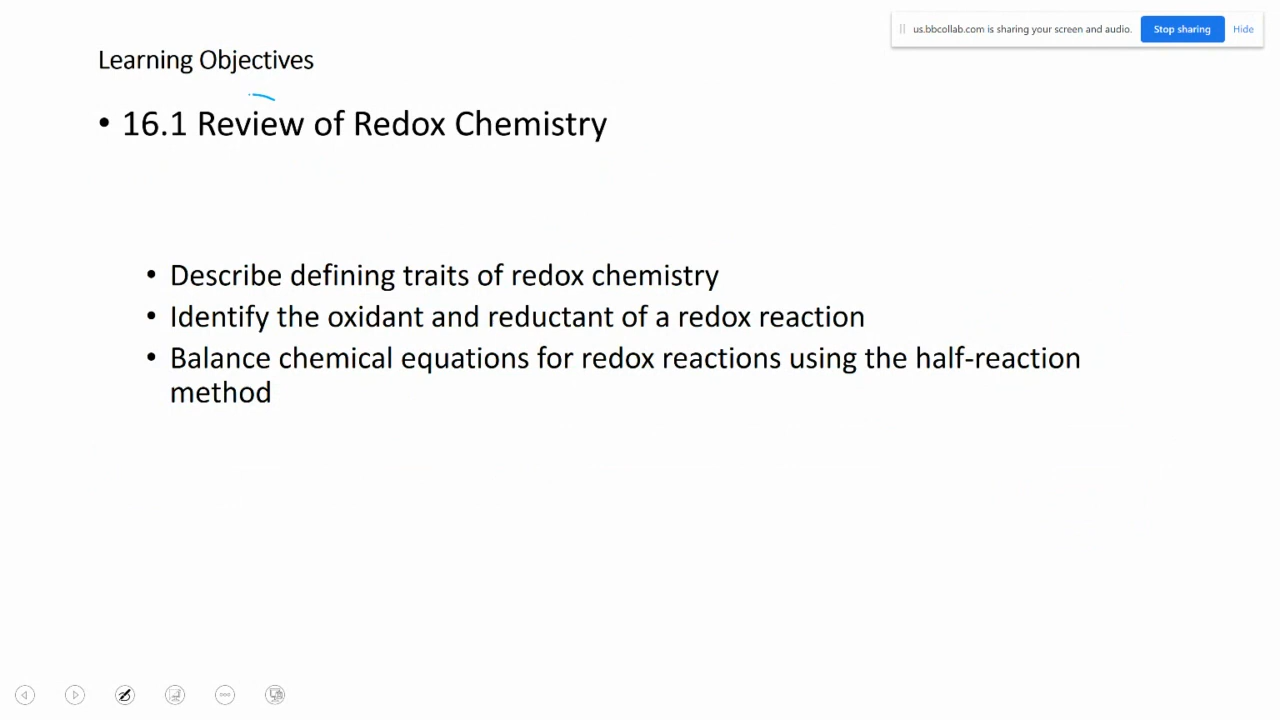 us.bbcollab.com is sharing your screen and audio. Stop sharing Hide
Learning Objectives
• 16.1 Review of Redox Chemistry
• Describe defining traits of redox chemistry
• Identify the oxidant and reductant of a redox reaction
• Balance chemical equations for redox reactions using the half-reaction
method